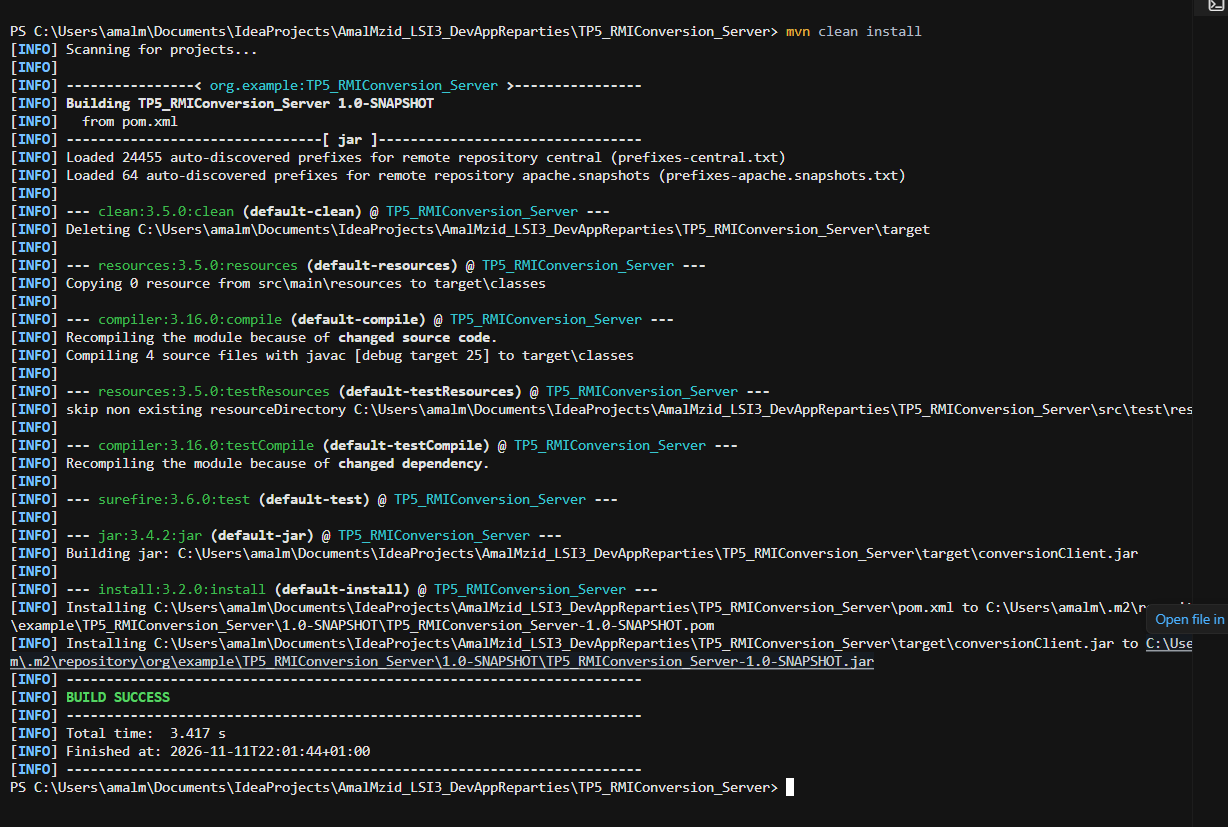 PS C:\Users\amalm\Documents\IdeaProjects\AmalMzid_LSI3_DevAppReparties\TP5_RMIConversion_Server> mvn clean install
[INFO] Scanning for projects...
[INFO]
[INFO] ----------------< org.example:TP5_RMIConversion_Server >----------------
[INFO] Building TP5_RMIConversion_Server 1.0-SNAPSHOT
[INFO]   from pom.xml
[INFO] --------------------------------[ jar ]---------------------------------
[INFO] Loaded 24455 auto-discovered prefixes for remote repository central (prefixes-central.txt)
[INFO] Loaded 64 auto-discovered prefixes for remote repository apache.snapshots (prefixes-apache.snapshots.txt)
[INFO]
[INFO] --- clean:3.5.0:clean (default-clean) @ TP5_RMIConversion_Server ---
[INFO] Deleting C:\Users\amalm\Documents\IdeaProjects\AmalMzid_LSI3_DevAppReparties\TP5_RMIConversion_Server\target
[INFO]
[INFO] --- resources:3.5.0:resources (default-resources) @ TP5_RMIConversion_Server ---
[INFO] Copying 0 resource from src\main\resources to target\classes
[INFO]
[INFO] --- compiler:3.16.0:compile (default-compile) @ TP5_RMIConversion_Server ---
[INFO] Recompiling the module because of changed source code.
[INFO] Compiling 4 source files with javac [debug target 25] to target\classes
[INFO]
[INFO] --- resources:3.5.0:testResources (default-testResources) @ TP5_RMIConversion_Server ---
[INFO] skip non existing resourceDirectory C:\Users\amalm\Documents\IdeaProjects\AmalMzid_LSI3_DevAppReparties\TP5_RMIConversion_Server\src\test\res
[INFO]
[INFO] --- compiler:3.16.0:testCompile (default-testCompile) @ TP5_RMIConversion_Server ---
[INFO] Recompiling the module because of changed dependency.
[INFO]
[INFO] --- surefire:3.6.0:test (default-test) @ TP5_RMIConversion_Server ---
[INFO]
[INFO] --- jar:3.4.2:jar (default-jar) @ TP5_RMIConversion_Server ---
[INFO] Building jar: C:\Users\amalm\Documents\IdeaProjects\AmalMzid_LSI3_DevAppReparties\TP5_RMIConversion_Server\target\conversionClient.jar
[INFO]
[INFO] --- install:3.2.0:install (default-install) @ TP5_RMIConversion_Server ---
[INFO] Installing C:\Users\amalm\Documents\IdeaProjects\AmalMzid_LSI3_DevAppReparties\TP5_RMIConversion_Server\pom.xml to C:\Users\amalm\.m2\
Open file in
\example\TP5_RMIConversion_Server\1.0-SNAPSHOT\TP5_RMIConversion_Server-1.0-SNAPSHOT.pom
[INFO] Installing C:\Users\amalm\Documents\IdeaProjects\AmalMzid_LSI3_DevAppReparties\TP5_RMIConversion_Server\target\conversionClient.jar to C:\Use
m\.m2\repository\org\example\TP5_RMIConversion_Server\1.0-SNAPSHOT\TP5_RMIConversion_Server-1.0-SNAPSHOT.jar
[INFO] ------------------------------------------------------------------------
[INFO] BUILD SUCCESS
[INFO] ------------------------------------------------------------------------
[INFO] Total time:  3.417 s
[INFO] Finished at: 2026-11-11T22:01:44+01:00
[INFO] ------------------------------------------------------------------------
PS C:\Users\amalm\Documents\IdeaProjects\AmalMzid_LSI3_DevAppReparties\TP5_RMIConversion_Server>